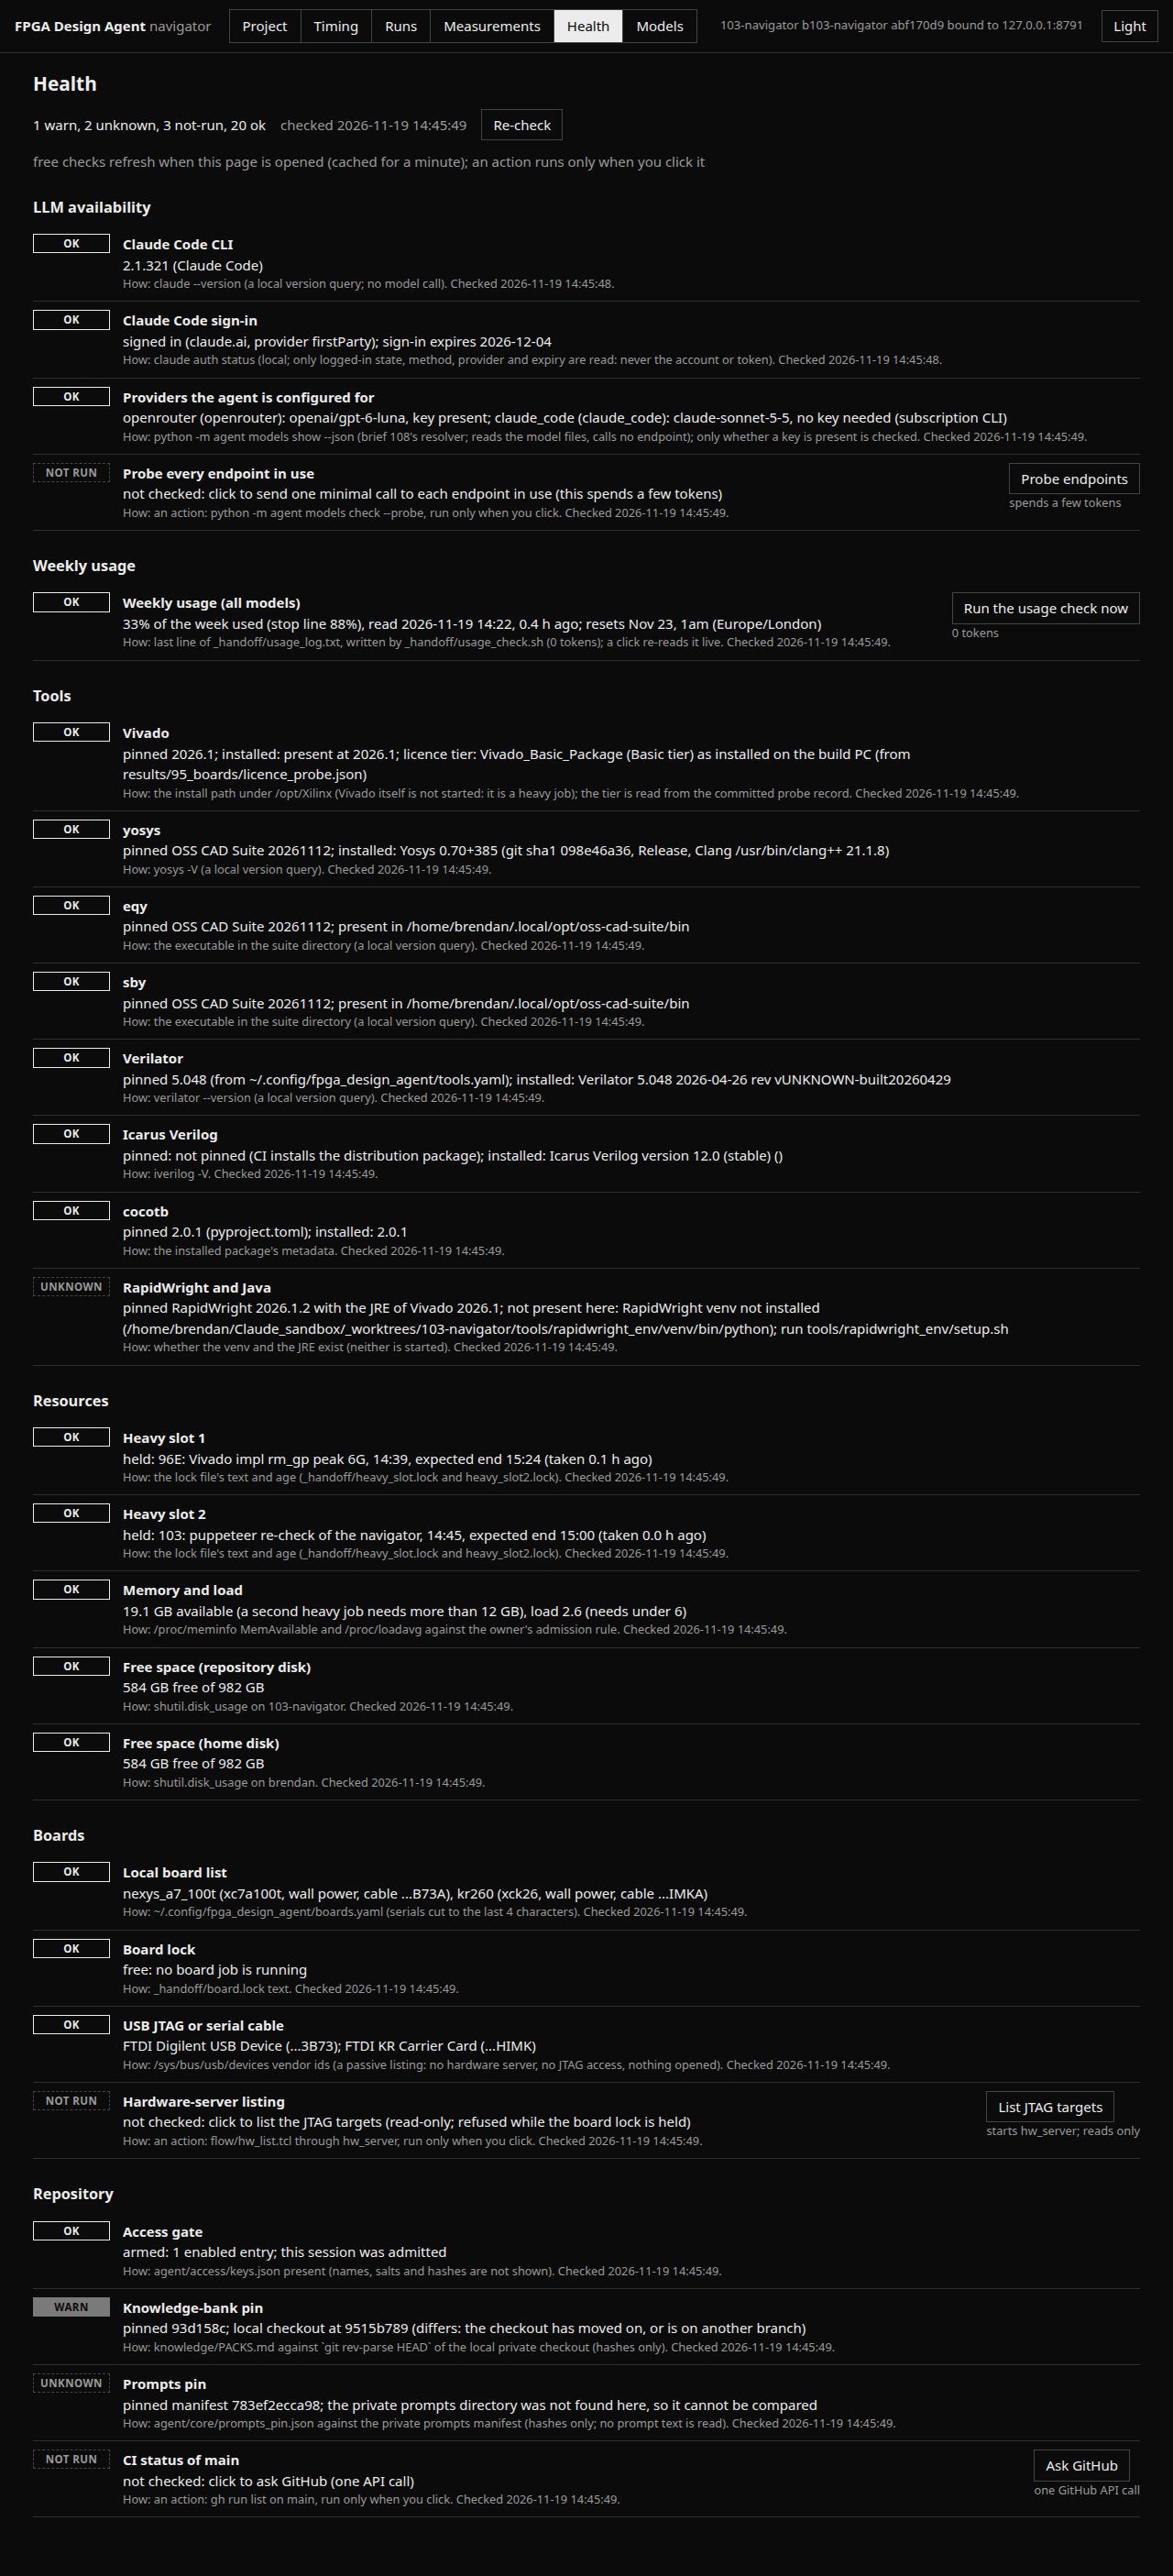 FPGA Design Agent navigator
Project
Timing
Runs
Measurements
Health
Models
103-navigator b103-navigator abf170d9 bound to 127.0.0.1:8791
Light
Health
1 warn, 2 unknown, 3 not-run, 20 ok
checked 2026-11-19 14:45:49
Re-check
free checks refresh when this page is opened (cached for a minute); an action runs only when you click it
LLM availability
OK
Claude Code CLI
2.1.321 (Claude Code)
How: claude --version (a local version query; no model call). Checked 2026-11-19 14:45:48.
OK
Claude Code sign-in
signed in (claude.ai, provider firstParty); sign-in expires 2026-12-04
How: claude auth status (local; only logged-in state, method, provider and expiry are read: never the account or token). Checked 2026-11-19 14:45:48.
OK
Providers the agent is configured for
openrouter (openrouter): openai/gpt-6-luna, key present; claude_code (claude_code): claude-sonnet-5-5, no key needed (subscription CLI)
How: python -m agent models show --json (brief 108's resolver; reads the model files, calls no endpoint); only whether a key is present is checked. Checked 2026-11-19 14:45:49.
NOT RUN
Probe every endpoint in use
not checked: click to send one minimal call to each endpoint in use (this spends a few tokens)
How: an action: python -m agent models check --probe, run only when you click. Checked 2026-11-19 14:45:49.
Probe endpoints
spends a few tokens
Weekly usage
OK
Weekly usage (all models)
33% of the week used (stop line 88%), read 2026-11-19 14:22, 0.4 h ago; resets Nov 23, 1am (Europe/London)
How: last line of _handoff/usage_log.txt, written by _handoff/usage_check.sh (0 tokens); a click re-reads it live. Checked 2026-11-19 14:45:49.
Run the usage check now
0 tokens
Tools
OK
Vivado
pinned 2026.1; installed: present at 2026.1; licence tier: Vivado_Basic_Package (Basic tier) as installed on the build PC (from
results/95_boards/licence_probe.json)
How: the install path under /opt/Xilinx (Vivado itself is not started: it is a heavy job); the tier is read from the committed probe record. Checked 2026-11-19 14:45:49.
OK
yosys
pinned OSS CAD Suite 20261112; installed: Yosys 0.70+385 (git sha1 098e46a36, Release, Clang /usr/bin/clang++ 21.1.8)
How: yosys -V (a local version query). Checked 2026-11-19 14:45:49.
OK
eqy
pinned OSS CAD Suite 20261112; present in /home/brendan/.local/opt/oss-cad-suite/bin
How: the executable in the suite directory (a local version query). Checked 2026-11-19 14:45:49.
OK
sby
pinned OSS CAD Suite 20261112; present in /home/brendan/.local/opt/oss-cad-suite/bin
How: the executable in the suite directory (a local version query). Checked 2026-11-19 14:45:49.
OK
Verilator
pinned 5.048 (from ~/.config/fpga_design_agent/tools.yaml); installed: Verilator 5.048 2026-04-26 rev vUNKNOWN-built20260429
How: verilator --version (a local version query). Checked 2026-11-19 14:45:49.
OK
Icarus Verilog
pinned: not pinned (CI installs the distribution package); installed: Icarus Verilog version 12.0 (stable) ()
How: iverilog -V. Checked 2026-11-19 14:45:49.
OK
cocotb
pinned 2.0.1 (pyproject.toml); installed: 2.0.1
How: the installed package's metadata. Checked 2026-11-19 14:45:49.
UNKNOWN
RapidWright and Java
pinned RapidWright 2026.1.2 with the JRE of Vivado 2026.1; not present here: RapidWright venv not installed
(/home/brendan/Claude_sandbox/_worktrees/103-navigator/tools/rapidwright_env/venv/bin/python); run tools/rapidwright_env/setup.sh
How: whether the venv and the JRE exist (neither is started). Checked 2026-11-19 14:45:49.
Resources
OK
Heavy slot 1
held: 96E: Vivado impl rm_gp peak 6G, 14:39, expected end 15:24 (taken 0.1 h ago)
How: the lock file's text and age (_handoff/heavy_slot.lock and heavy_slot2.lock). Checked 2026-11-19 14:45:49.
OK
Heavy slot 2
held: 103: puppeteer re-check of the navigator, 14:45, expected end 15:00 (taken 0.0 h ago)
How: the lock file's text and age (_handoff/heavy_slot.lock and heavy_slot2.lock). Checked 2026-11-19 14:45:49.
OK
Memory and load
19.1 GB available (a second heavy job needs more than 12 GB), load 2.6 (needs under 6)
How: /proc/meminfo MemAvailable and /proc/loadavg against the owner's admission rule. Checked 2026-11-19 14:45:49.
OK
Free space (repository disk)
584 GB free of 982 GB
How: shutil.disk_usage on 103-navigator. Checked 2026-11-19 14:45:49.
OK
Free space (home disk)
584 GB free of 982 GB
How: shutil.disk_usage on brendan. Checked 2026-11-19 14:45:49.
Boards
OK
Local board list
nexys_a7_100t (xc7a100t, wall power, cable ...B73A), kr260 (xck26, wall power, cable ...IMKA)
How: ~/.config/fpga_design_agent/boards.yaml (serials cut to the last 4 characters). Checked 2026-11-19 14:45:49.
OK
Board lock
free: no board job is running
How: _handoff/board.lock text. Checked 2026-11-19 14:45:49.
OK
USB JTAG or serial cable
FTDI Digilent USB Device (...3B73); FTDI KR Carrier Card (...HIMK)
How: /sys/bus/usb/devices vendor ids (a passive listing: no hardware server, no JTAG access, nothing opened). Checked 2026-11-19 14:45:49.
NOT RUN
Hardware-server listing
not checked: click to list the JTAG targets (read-only; refused while the board lock is held)
How: an action: flow/hw_list.tcl through hw_server, run only when you click. Checked 2026-11-19 14:45:49.
List JTAG targets
starts hw_server; reads only
Repository
OK
Access gate
armed: 1 enabled entry; this session was admitted
How: agent/access/keys.json present (names, salts and hashes are not shown). Checked 2026-11-19 14:45:49.
WARN
Knowledge-bank pin
pinned 93d158c; local checkout at 9515b789 (differs: the checkout has moved on, or is on another branch)
How: knowledge/PACKS.md against `git rev-parse HEAD` of the local private checkout (hashes only). Checked 2026-11-19 14:45:49.
UNKNOWN
Prompts pin
pinned manifest 783ef2ecca98; the private prompts directory was not found here, so it cannot be compared
How: agent/core/prompts_pin.json against the private prompts manifest (hashes only; no prompt text is read). Checked 2026-11-19 14:45:49.
NOT RUN
CI status of main
not checked: click to ask GitHub (one API call)
How: an action: gh run list on main, run only when you click. Checked 2026-11-19 14:45:49.
Ask GitHub
one GitHub API call